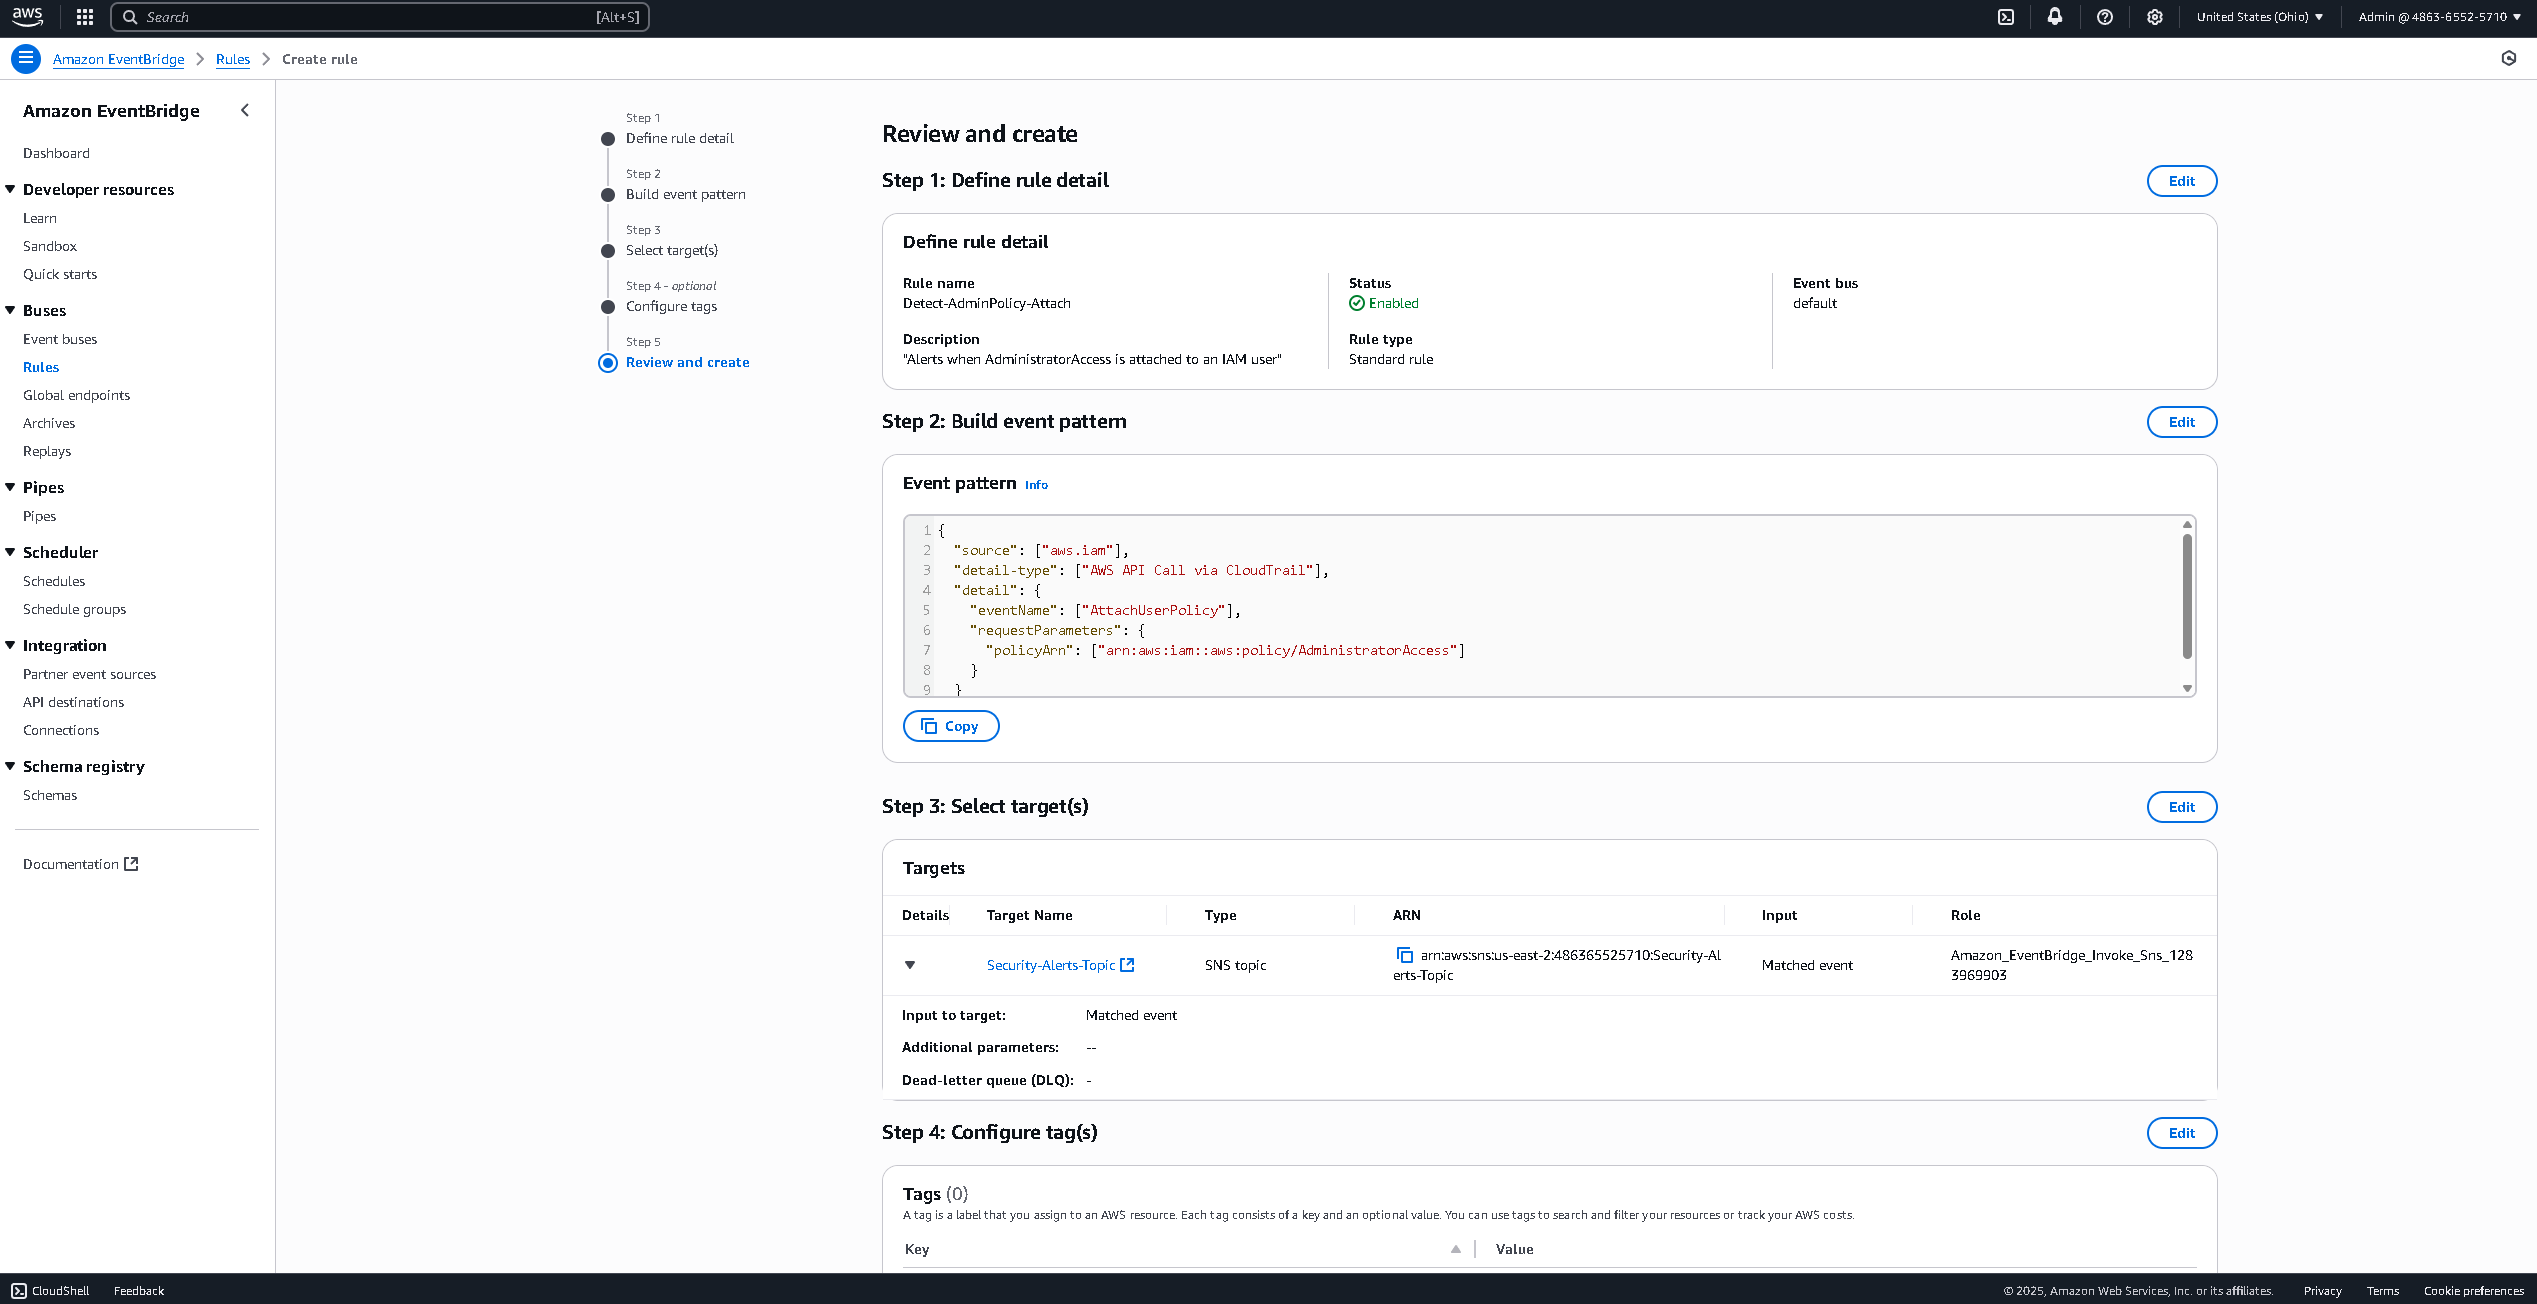 aws
Search
[Alt+S]
United States (Ohio)
Admin @ 4863-6552-5710
Amazon EventBridge
Rules
Create rule
Amazon EventBridge
Dashboard
Developer resources
Learn
Sandbox
Quick starts
Buses
Event buses
Rules
Global endpoints
Archives
Replays
Pipes
Pipes
Scheduler
Schedules
Schedule groups
Integration
Partner event sources
API destinations
Connections
Schema registry
Schemas
Documentation
Step 1
Define rule detail
Step 2
Build event pattern
Step 3
Select target(s)
Step 4 - optional
Configure tags
Step 5
Review and create
Review and create
Step 1: Define rule detail
Edit
Define rule detail
Rule name
Detect-AdminPolicy-Attach
Status
Enabled
Event bus
default
Description
"Alerts when AdministratorAccess is attached to an IAM user"
Rule type
Standard rule
Step 2: Build event pattern
Edit
Event pattern Info
1 {
2 "source": ["aws.iam"],
3 "detail-type": ["AWS API Call via CloudTrail"],
4 "detail": {
5 "eventName": ["AttachUserPolicy"],
6 "requestParameters": {
7 "policyArn": ["arn:aws:iam::aws:policy/AdministratorAccess"]
8 }
9 }
Copy
Step 3: Select target(s)
Edit
Targets
Details Target Name Type ARN Input Role
Security-Alerts-Topic SNS topic arn:aws:sns:us-east-2:486365525710:Security-Al Matched event Amazon_EventBridge_Invoke_Sns_128
erts-Topic 3969903
Input to target: Matched event
Additional parameters: --
Dead-letter queue (DLQ): -
Step 4: Configure tag(s)
Edit
Tags (0)
A tag is a label that you assign to an AWS resource. Each tag consists of a key and an optional value. You can use tags to search and filter your resources or track your AWS costs.
Key Value
CloudShell Feedback © 2025, Amazon Web Services, Inc. or its affiliates. Privacy Terms Cookie preferences